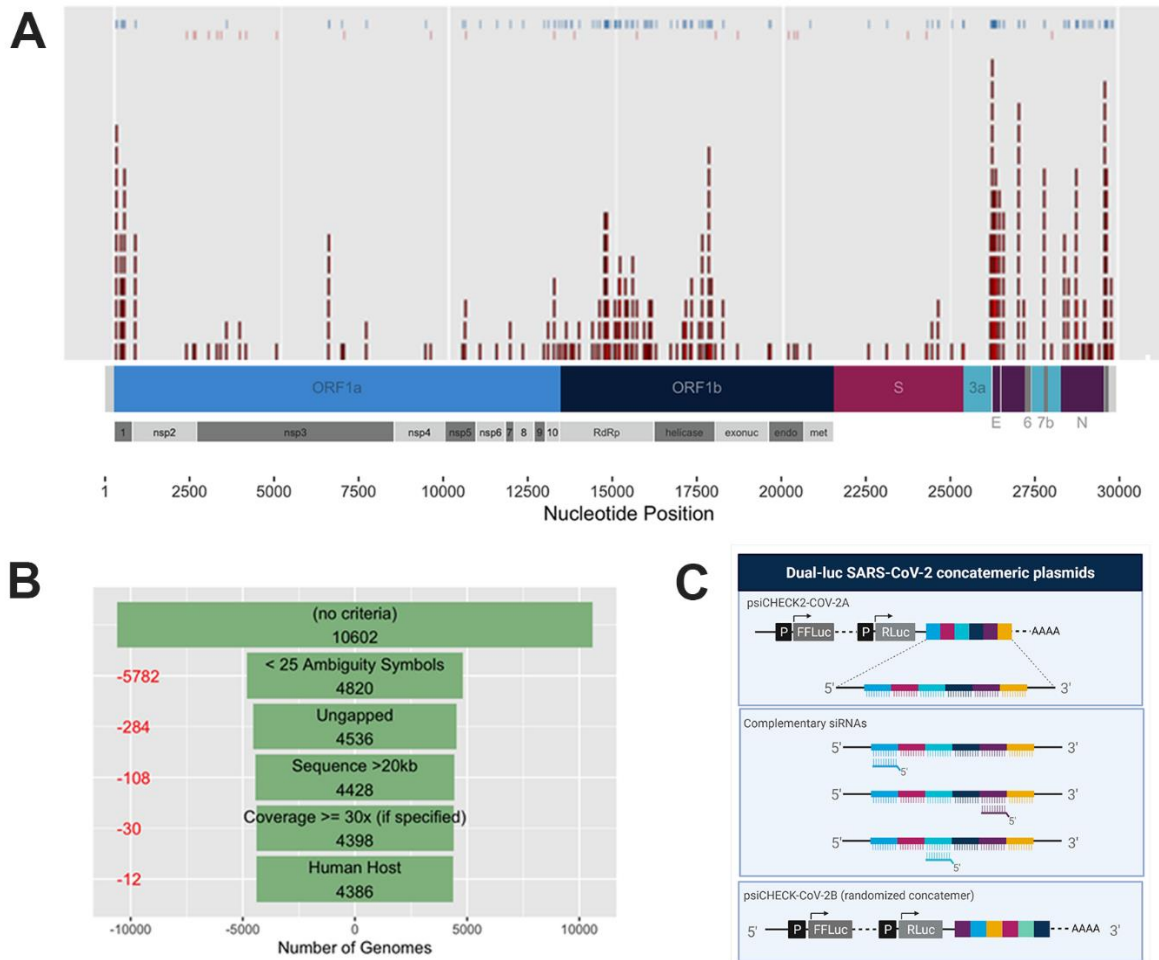 A
ORF1a ORF1b S 3a
E 6 7b N
1 nsp2 nsp3 nsp4 nsp5 nsp6 7 8 9 10 RdRp helicase exonuc endo met
1 2500 5000 7500 10000 12500 15000 17500 20000 22500 25000 27500 30000
Nucleotide Position
B
(no criteria)
10602
< 25 Ambiguity Symbols
-5782
4820
Ungapped
-284
4536
Sequence >20kb
-108
4428
Coverage >= 30x (if specified)
-30
4398
Human Host
-12
4386
-10000 -5000 0 5000 10000
Number of Genomes
C
Dual-luc SARS-CoV-2 concatemeric plasmids
psiCHECK2-COV-2A
P FFLuc P RLuc AAAA
5' 3'
Complementary siRNAs
5' 3'
5'
5' 3'
5'
5' 3'
5'
psiCHECK-CoV-2B (randomized concatemer)
5' P FFLuc P RLuc AAAA 3'